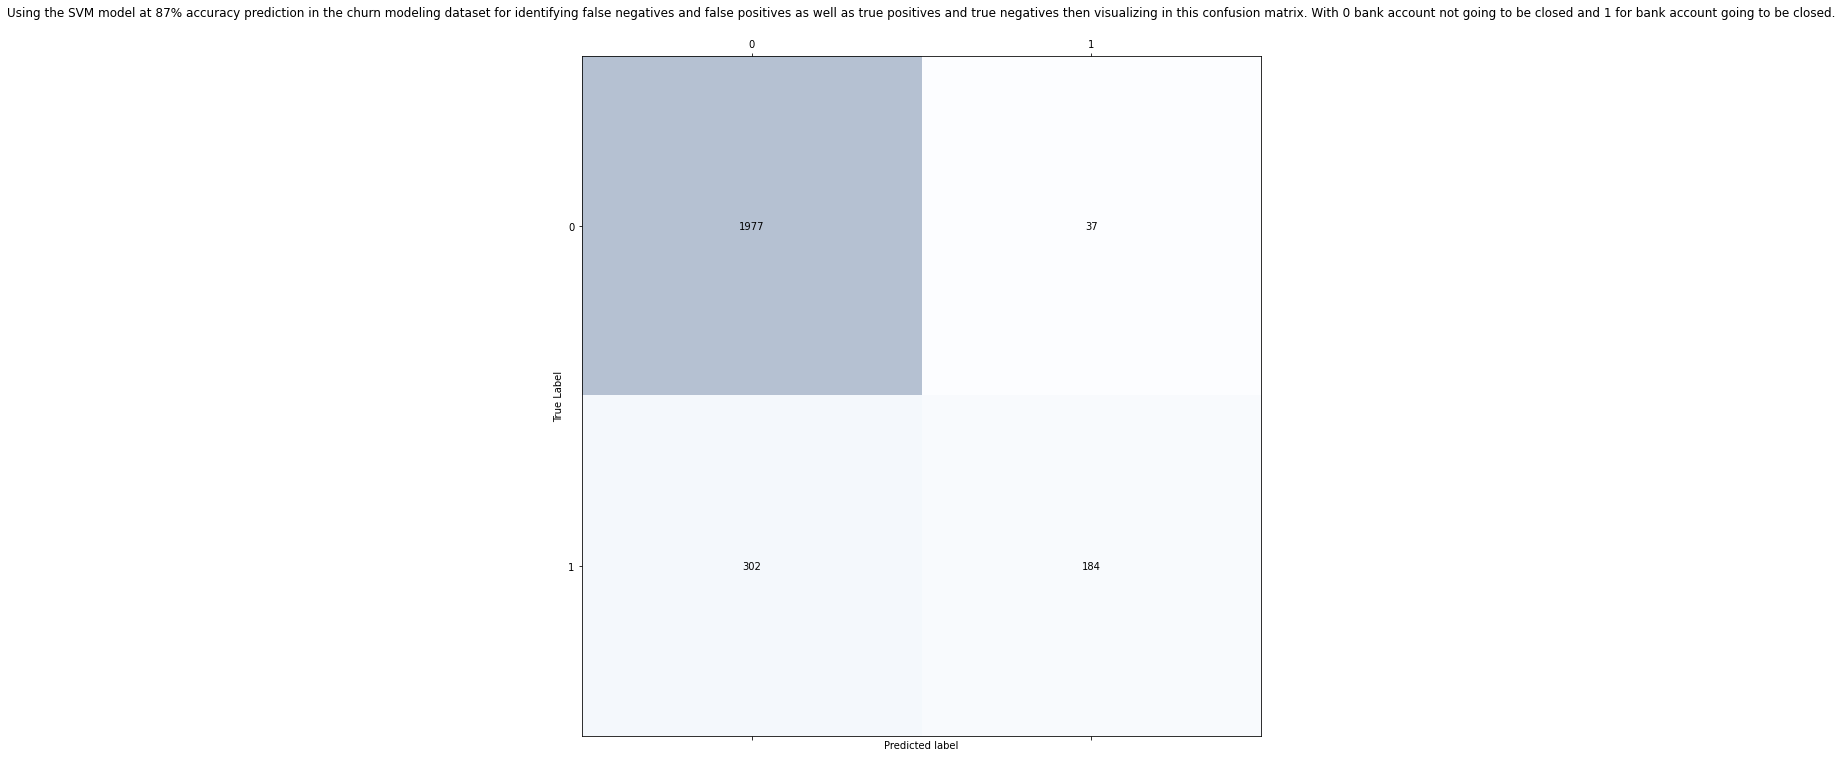 Using the SVM model at 87% accuracy prediction in the churn modeling dataset for identifying false negatives and false positives as well as true positives and true negatives then visualizing in this confusion matrix. With 0 bank account not going to be closed and 1 for bank account going to be closed.
0 1
0 1977 37
True Label
1 302 184
Predicted label